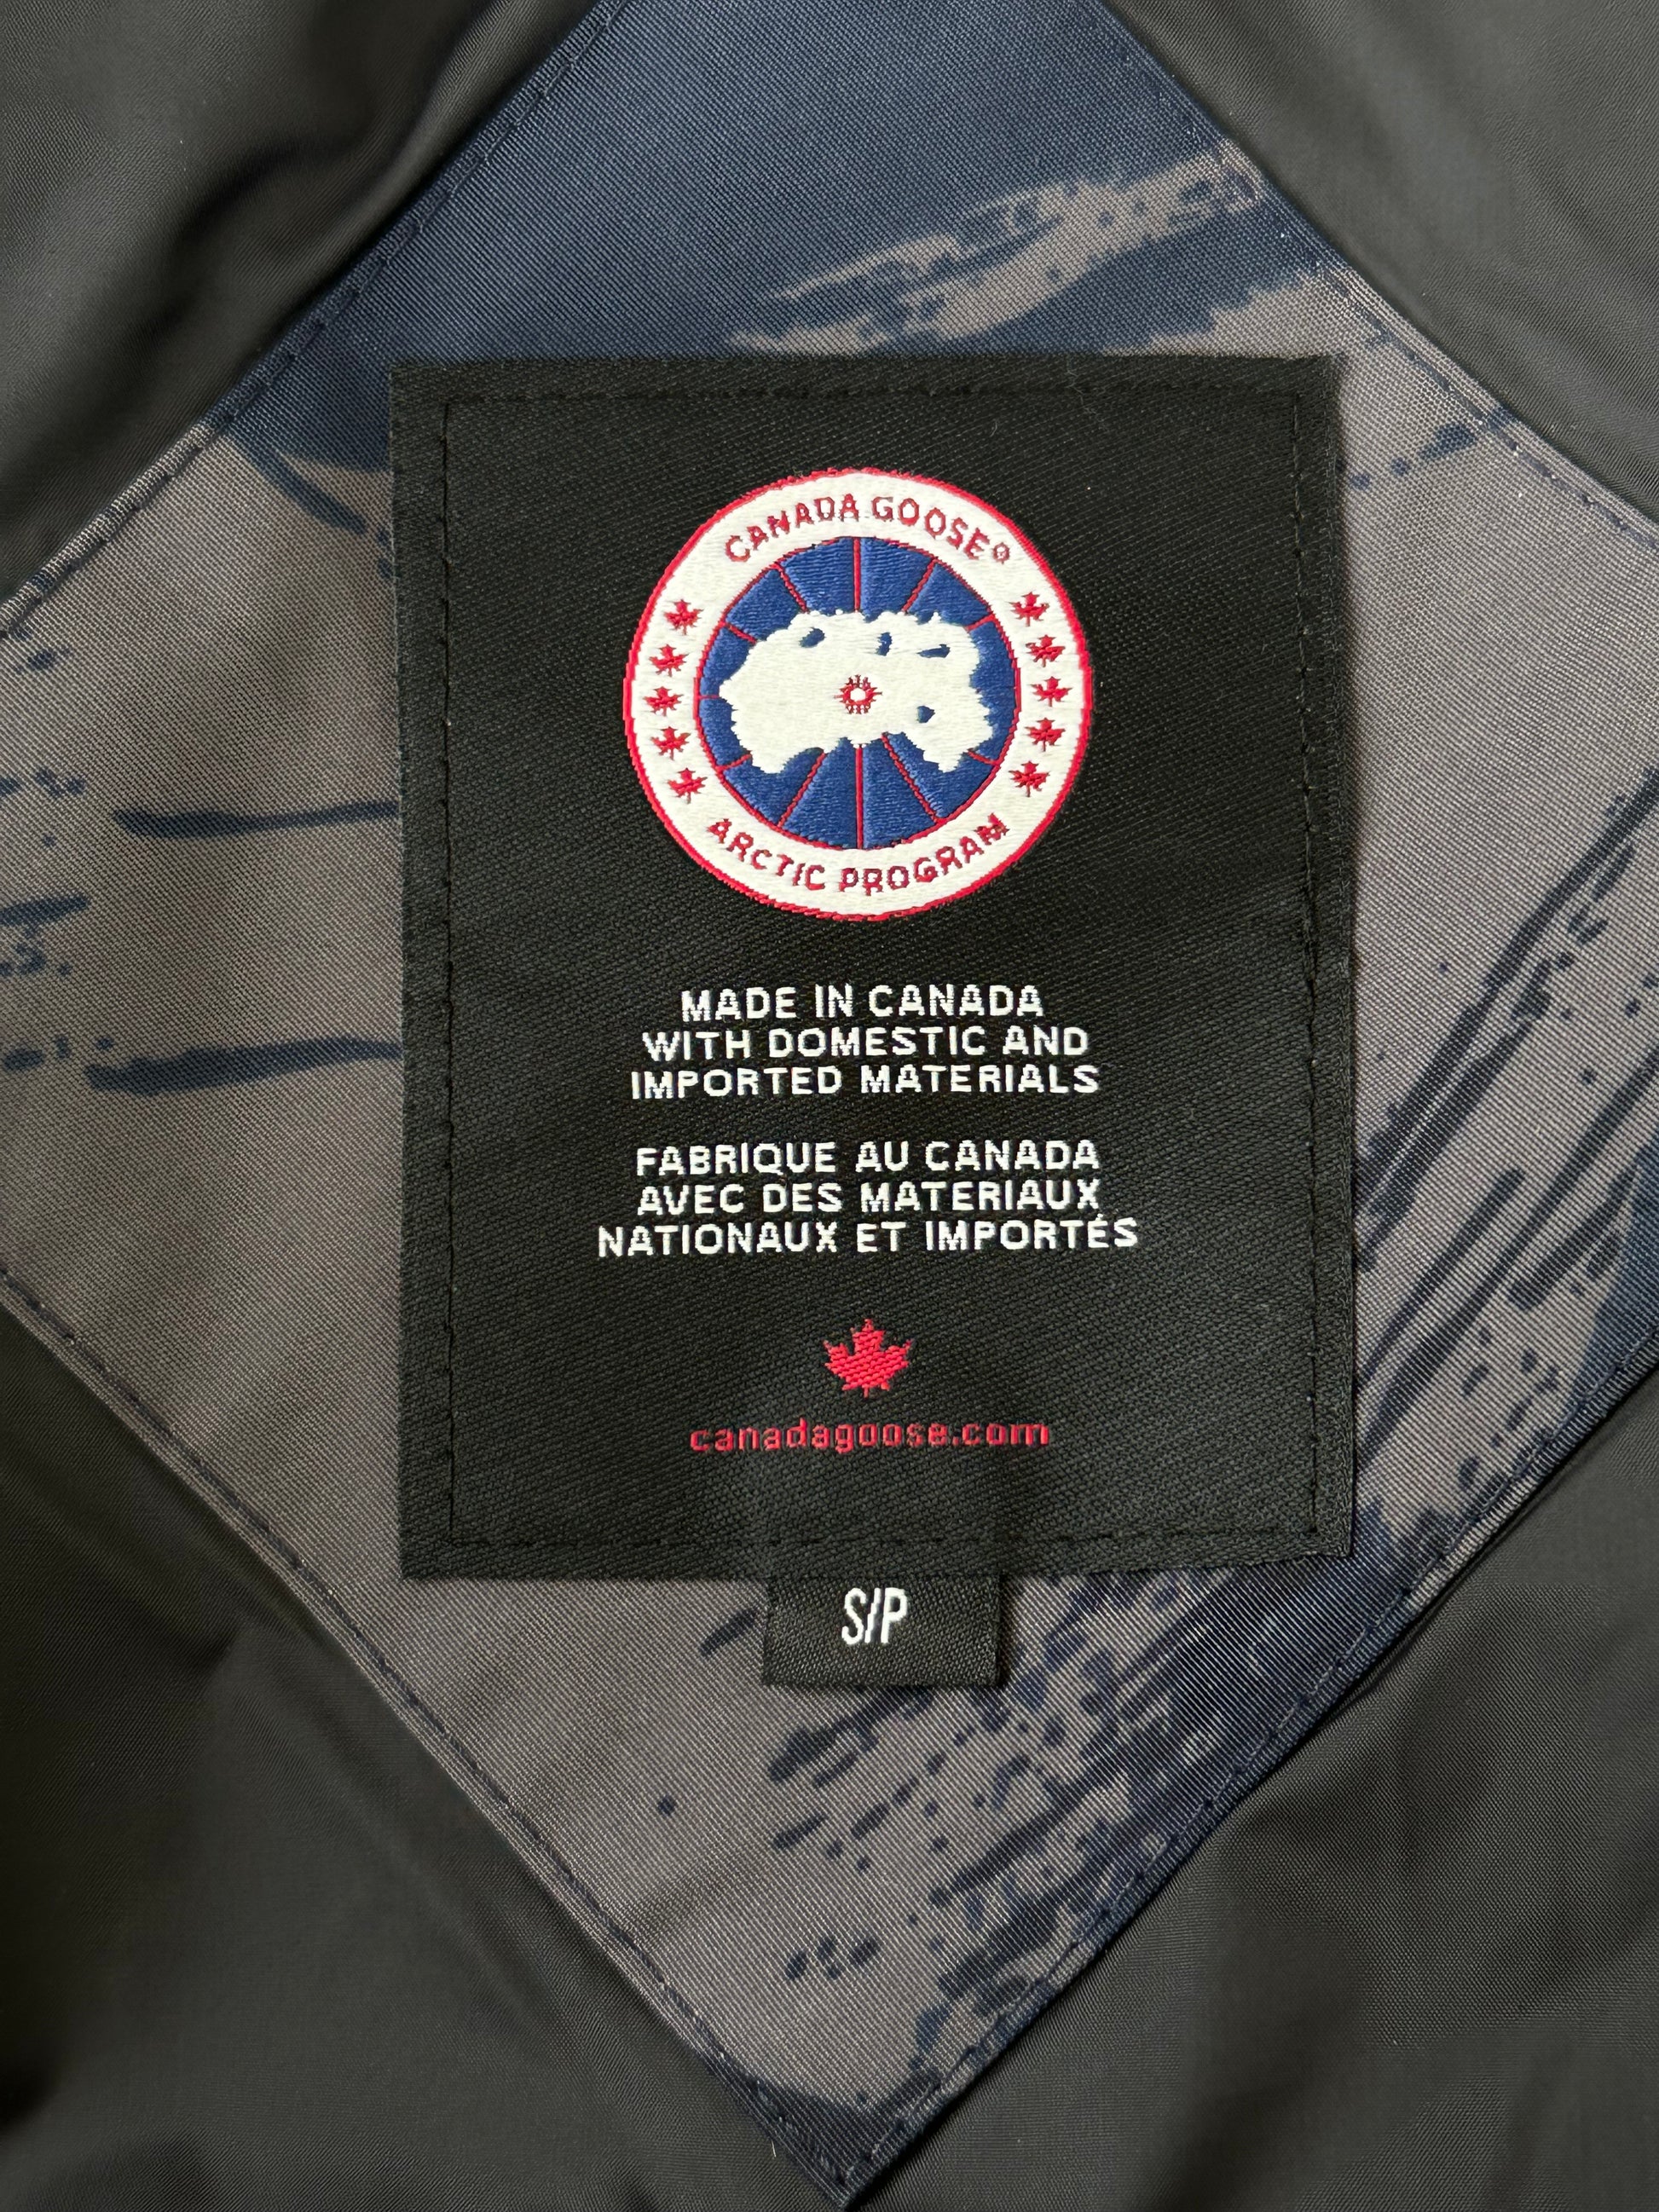 CANADA GOOSE®
ARCTIC PROGRAM
MADE IN CANADA
WITH DOMESTIC AND
IMPORTED MATERIALS
FABRIQUE AU CANADA
AVEC DES MATERIAUX
NATIONAUX ET IMPORTÉS
canadagoose.com
S/P